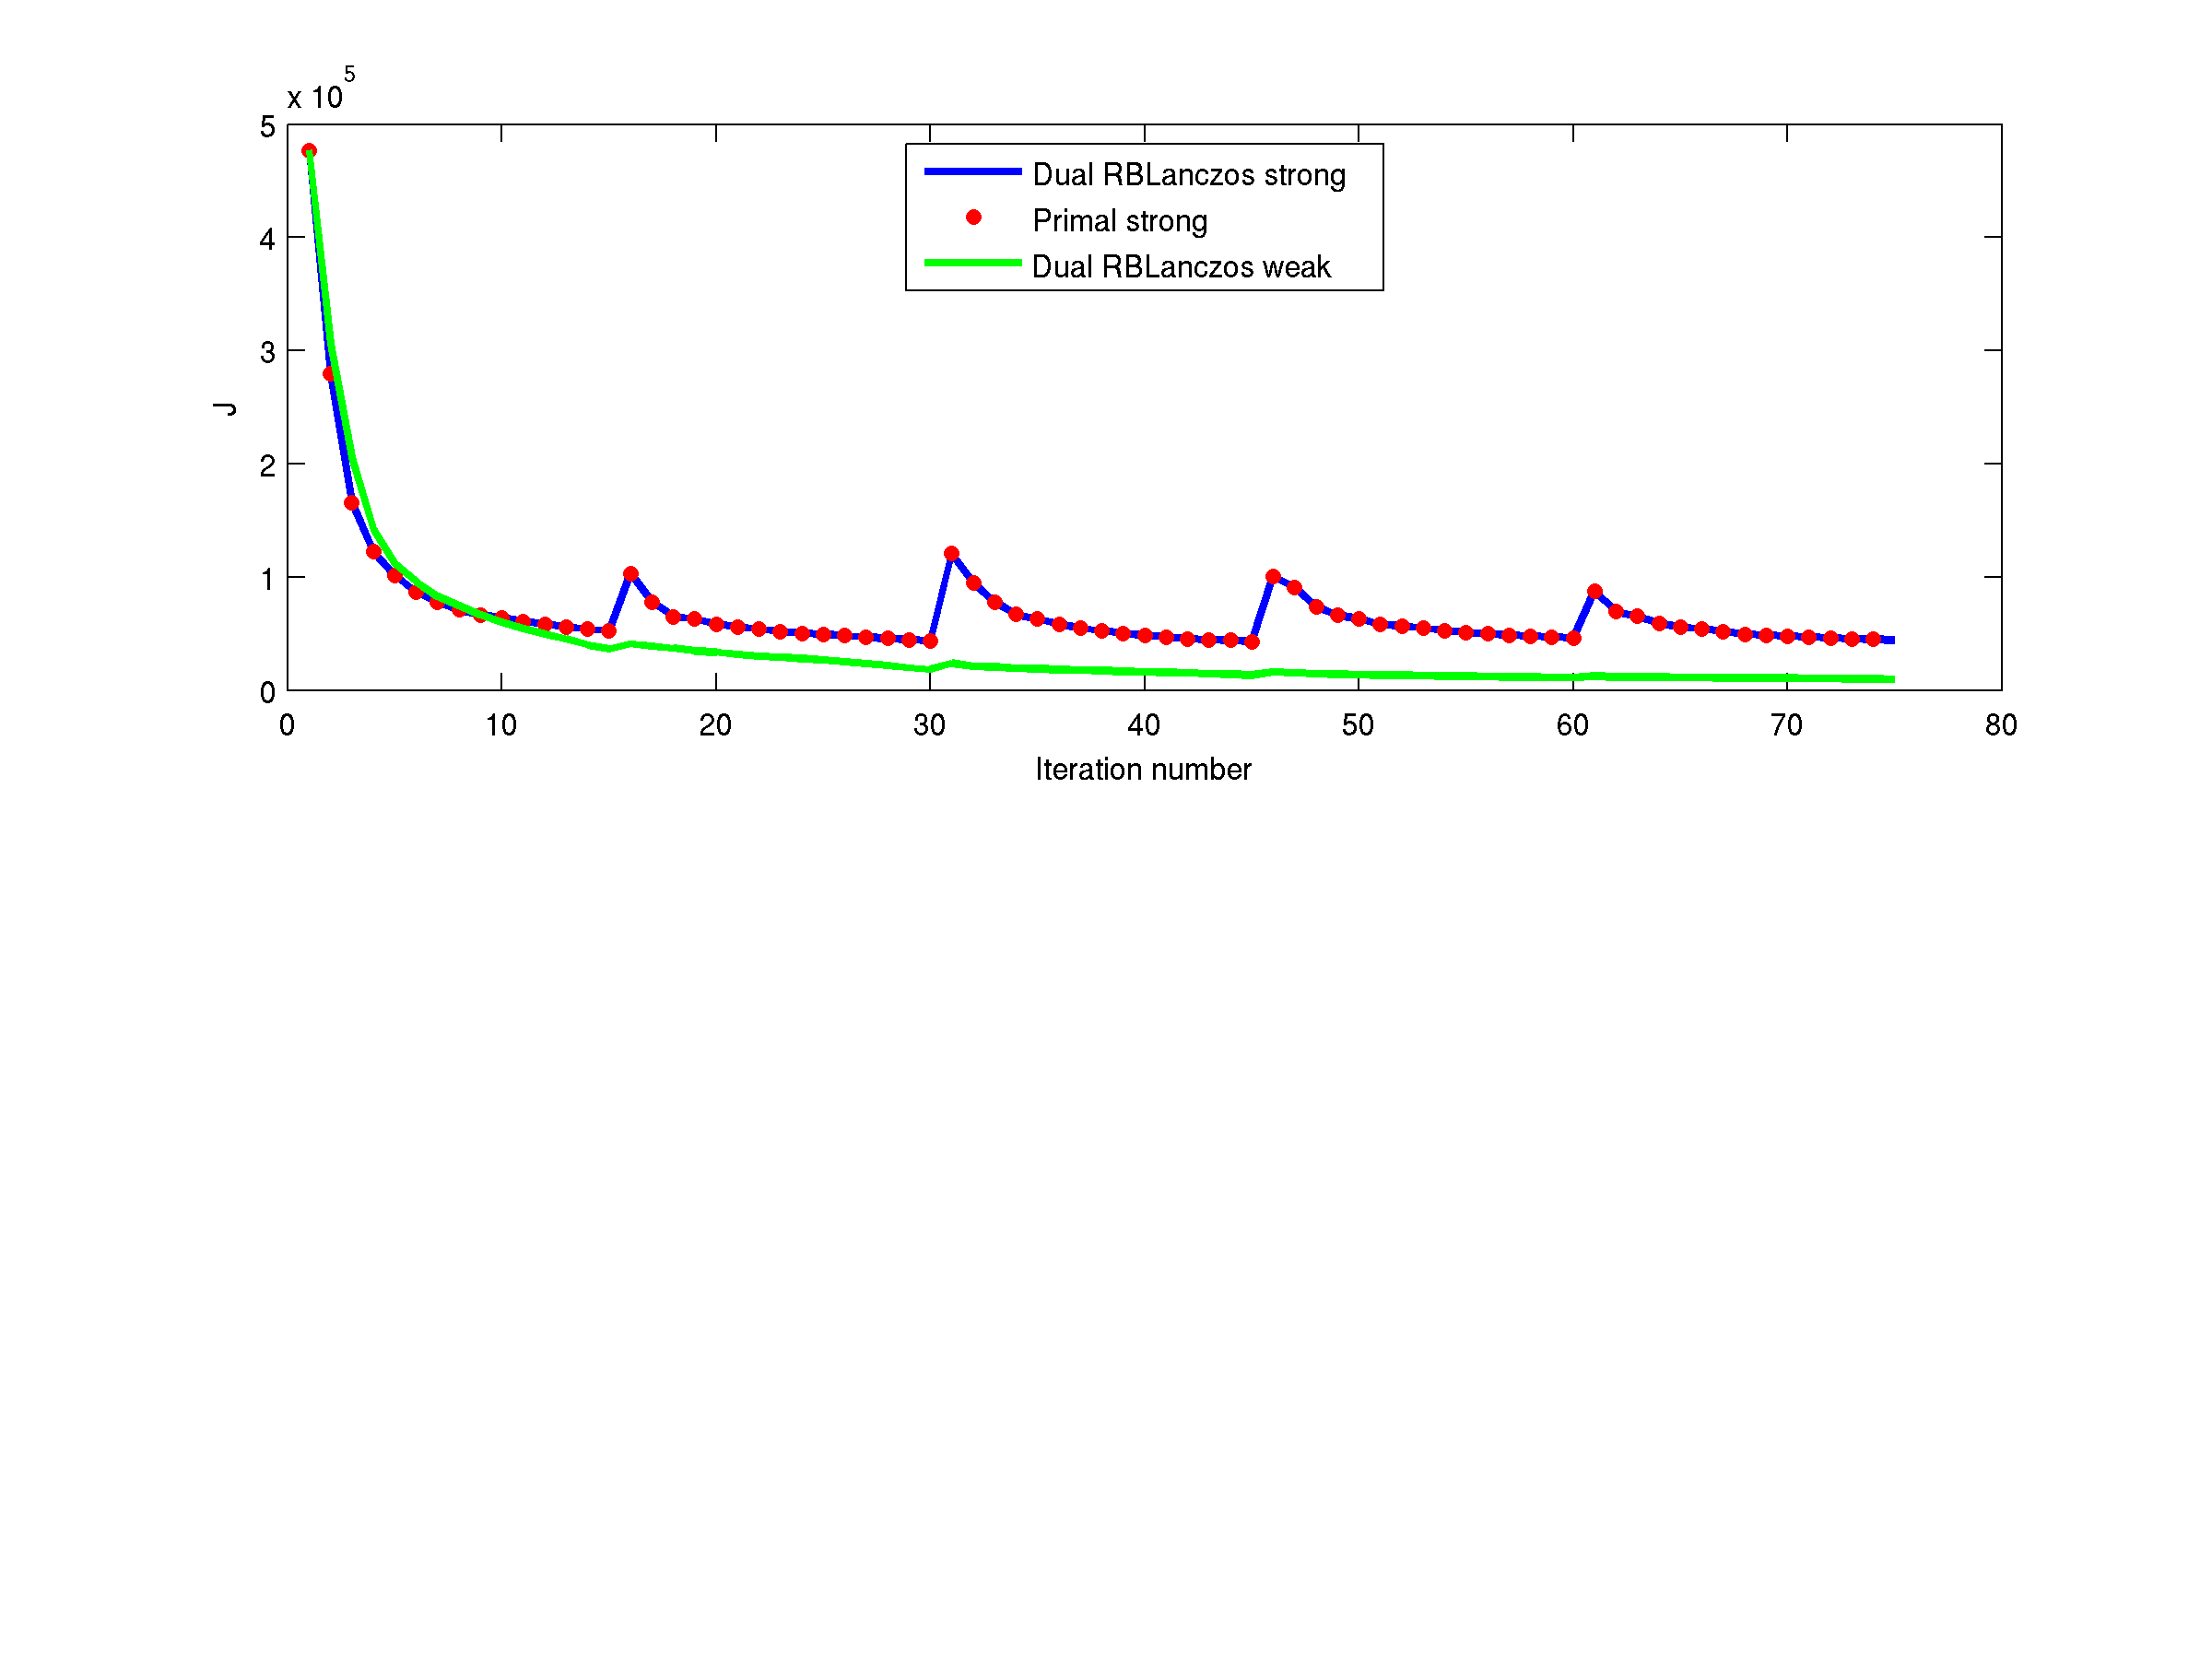 x 10^5
5
4
3
2
1
0
J
Dual RBLanczos strong
Primal strong
Dual RBLanczos weak
0 10 20 30 40 50 60 70 80
Iteration number